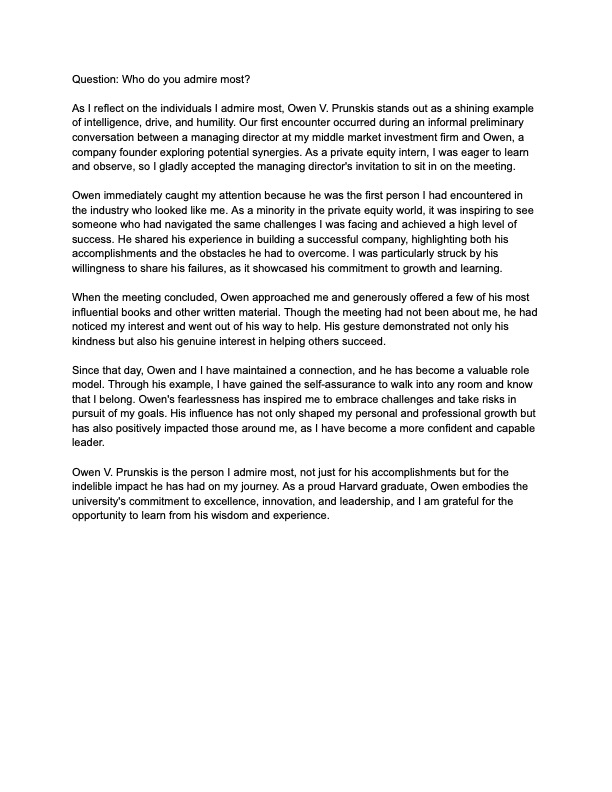 Question: Who do you admire most?
As I reflect on the individuals I admire most, Owen V. Prunskis stands out as a shining example
of intelligence, drive, and humility. Our first encounter occurred during an informal preliminary
conversation between a managing director at my middle market investment firm and Owen, a
company founder exploring potential synergies. As a private equity intern, I was eager to learn
and observe, so I gladly accepted the managing director's invitation to sit in on the meeting.
Owen immediately caught my attention because he was the first person I had encountered in
the industry who looked like me. As a minority in the private equity world, it was inspiring to see
someone who had navigated the same challenges I was facing and achieved a high level of
success. He shared his experience in building a successful company, highlighting both his
accomplishments and the obstacles he had to overcome. I was particularly struck by his
willingness to share his failures, as it showcased his commitment to growth and learning.
When the meeting concluded, Owen approached me and generously offered a few of his most
influential books and other written material. Though the meeting had not been about me, he had
noticed my interest and went out of his way to help. His gesture demonstrated not only his
kindness but also his genuine interest in helping others succeed.
Since that day, Owen and I have maintained a connection, and he has become a valuable role
model. Through his example, I have gained the self-assurance to walk into any room and know
that I belong. Owen's fearlessness has inspired me to embrace challenges and take risks in
pursuit of my goals. His influence has not only shaped my personal and professional growth but
has also positively impacted those around me, as I have become a more confident and capable
leader.
Owen V. Prunskis is the person I admire most, not just for his accomplishments but for the
indelible impact he has had on my journey. As a proud Harvard graduate, Owen embodies the
university's commitment to excellence, innovation, and leadership, and I am grateful for the
opportunity to learn from his wisdom and experience.